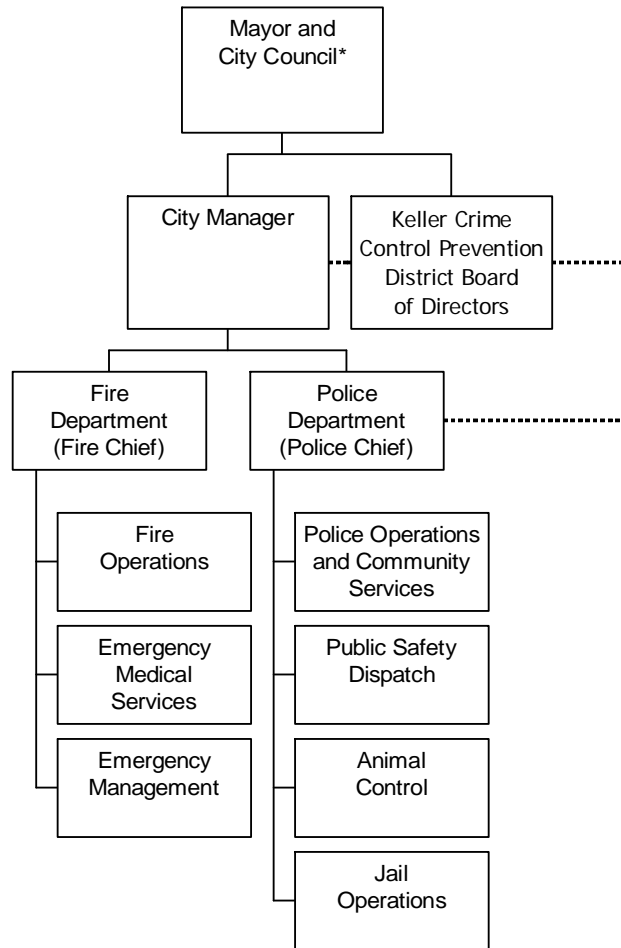 Mayor and
City Council*
City Manager
Keller Crime
Control Prevention
District Board
of Directors
Fire
Department
(Fire Chief)
Police
Department
(Police Chief)
Fire
Operations
Emergency
Medical
Services
Emergency
Management
Police Operations
and Community
Services
Public Safety
Dispatch
Animal
Control
Jail
Operations